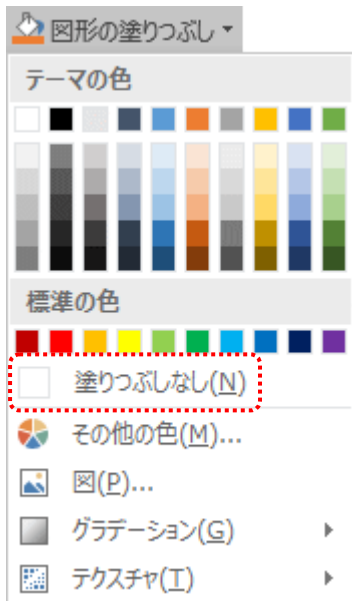 図形の塗りつぶし
テーマの色
標準の色
塗りつぶしなし(N)
その他の色(M)...
図(P)...
グラデーション(G)
テクスチャ(T)